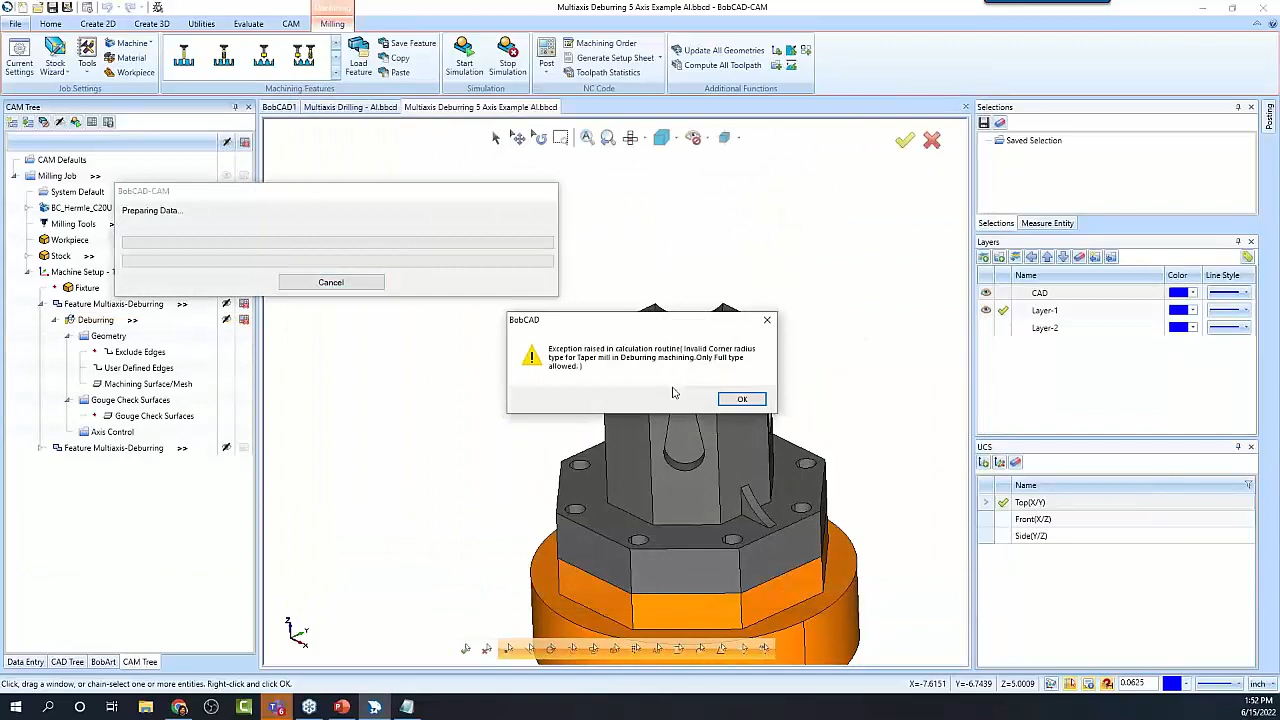 Multiaxis Deburring 5 Axis Example AI.bbcd - BobCAD-CAM
Machining
File
Home
Create 2D
Create 3D
Utilities
Evaluate
CAM
Milling
Current Settings
Stock Wizard
Tools
Machine
Material
Workpiece
Load Feature
Save Feature
Copy
Paste
Start Simulation
Stop Simulation
Post
Machining Order
Generate Setup Sheet
Toolpath Statistics
Update All Geometries
Compute All Toolpath
Job Settings
Machining Features
Simulation
NC Code
Additional Functions
CAM Tree
BobCAD1
Multiaxis Drilling - AI.bbcd
Multiaxis Deburring 5 Axis Example AI.bbcd
CAM Defaults
Milling Job >>
System Default
BC_Hermle_C20U
Milling Tools
Workpiece
Stock >>
Machine Setup - 1
Fixture
Feature Multiaxis-Deburring >>
Deburring >>
Geometry
Exclude Edges
User Defined Edges
Machining Surface/Mesh
Gouge Check Surfaces
Gouge Check Surfaces
Axis Control
Feature Multiaxis-Deburring >>
BobCAD-CAM
Preparing Data...
Cancel
BobCAD
Exception raised in calculation routine( Invalid Corner radius
type for Taper mill in Deburring machining.Only Full type
allowed. )
OK
Z
Y
X
Selections
Saved Selection
Selections
Measure Entity
Posting
Layers
Name
Color
Line Style
CAD
Layer-1
Layer-2
UCS
Name
Top(X/Y)
Front(X/Z)
Side(Y/Z)
Data Entry
CAD Tree
BobArt
CAM Tree
Click, drag a window, or chain-select one or more entities. Right-click and click OK.
X=-7.6151
Y=-6.7439
Z=5.0009
0.0625
inch
1:52 PM
6/15/2022